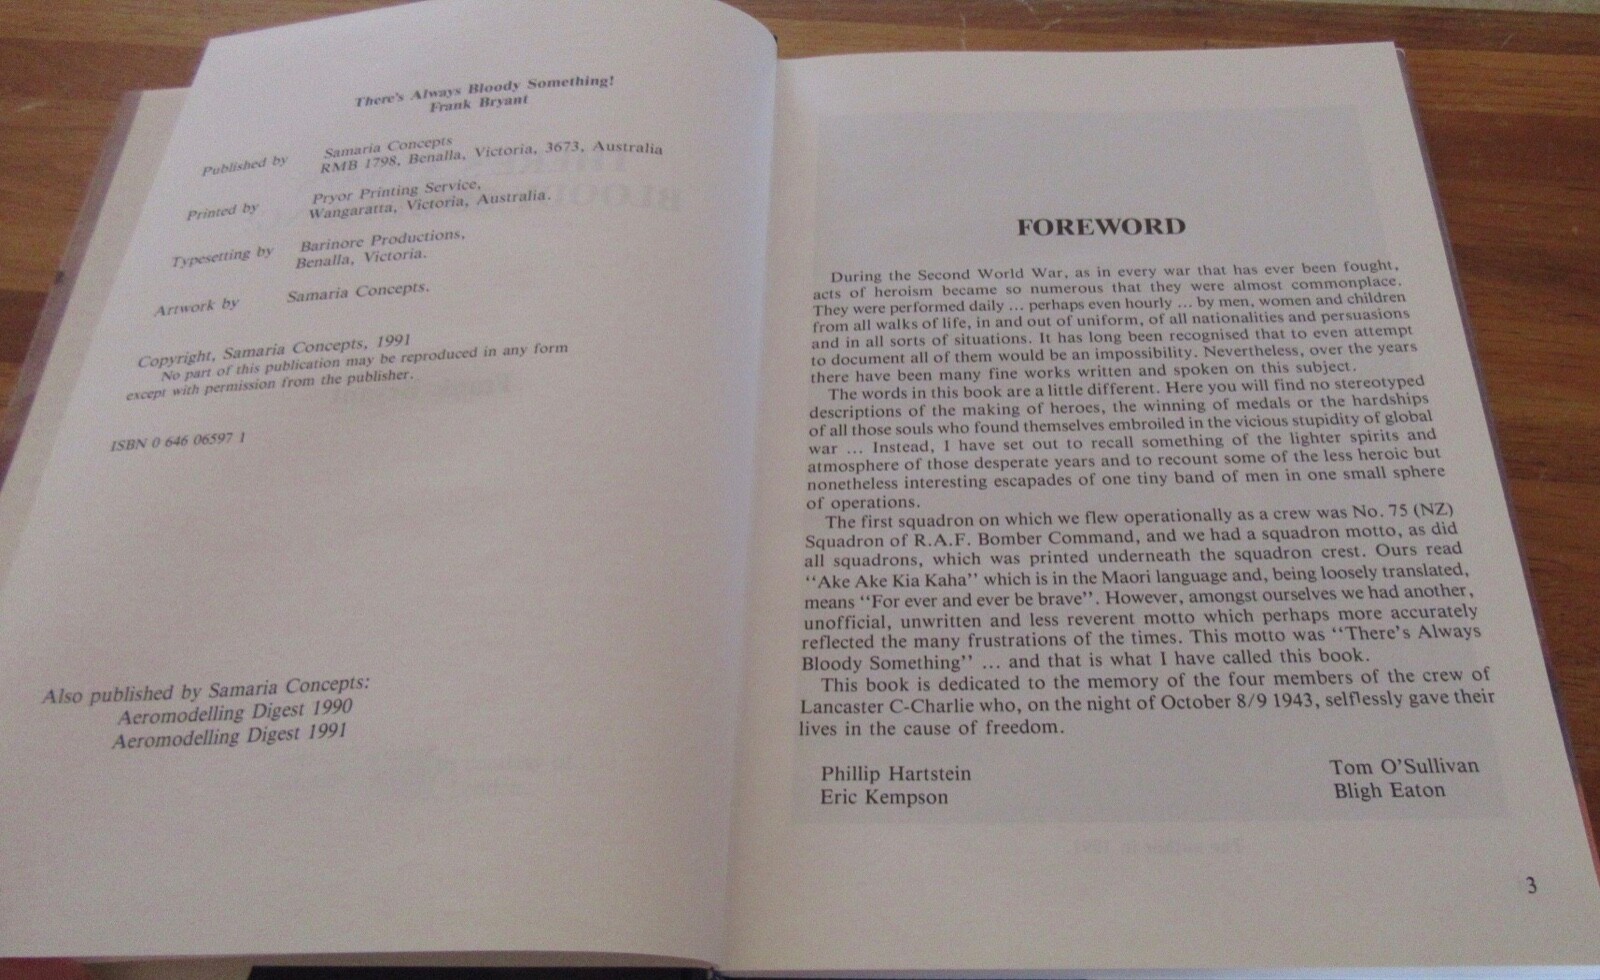 There's Always Bloody Something!
Frank Bryant
Published by Samaria Concepts
RMB 1798, Benalla, Victoria, 3673, Australia
Printed by Pryor Printing Service,
Wangaratta, Victoria, Australia.
Typesetting by Barinore Productions,
Benalla, Victoria.
Artwork by Samaria Concepts.
Copyright, Samaria Concepts, 1991
No part of this publication may be reproduced in any form
except with permission from the publisher.
ISBN 0 646 06597 1
Also published by Samaria Concepts:
Aeromodelling Digest 1990
Aeromodelling Digest 1991
FOREWORD
During the Second World War, as in every war that has ever been fought,
acts of heroism became so numerous that they were almost commonplace.
They were performed daily ... perhaps even hourly ... by men, women and children
from all walks of life, in and out of uniform, of all nationalities and persuasions
and in all sorts of situations. It has long been recognised that to even attempt
to document all of them would be an impossibility. Nevertheless, over the years
there have been many fine works written and spoken on this subject.
The words in this book are a little different. Here you will find no stereotyped
descriptions of the making of heroes, the winning of medals or the hardships
of all those souls who found themselves embroiled in the vicious stupidity of global
war ... Instead, I have set out to recall something of the lighter spirits and
atmosphere of those desperate years and to recount some of the less heroic but
nonetheless interesting escapades of one tiny band of men in one small sphere
of operations.
The first squadron on which we flew operationally as a crew was No. 75 (NZ)
Squadron of R.A.F. Bomber Command, and we had a squadron motto, as did
all squadrons, which was printed underneath the squadron crest. Ours read
"Ake Ake Kia Kaha" which is in the Maori language and, being loosely translated,
means "For ever and ever be brave". However, amongst ourselves we had another,
unofficial, unwritten and less reverent motto which perhaps more accurately
reflected the many frustrations of the times. This motto was "There's Always
Bloody Something" ... and that is what I have called this book.
This book is dedicated to the memory of the four members of the crew of
Lancaster C-Charlie who, on the night of October 8/9 1943, selflessly gave their
lives in the cause of freedom.
Phillip Hartstein Tom O'Sullivan
Eric Kempson Bligh Eaton
3